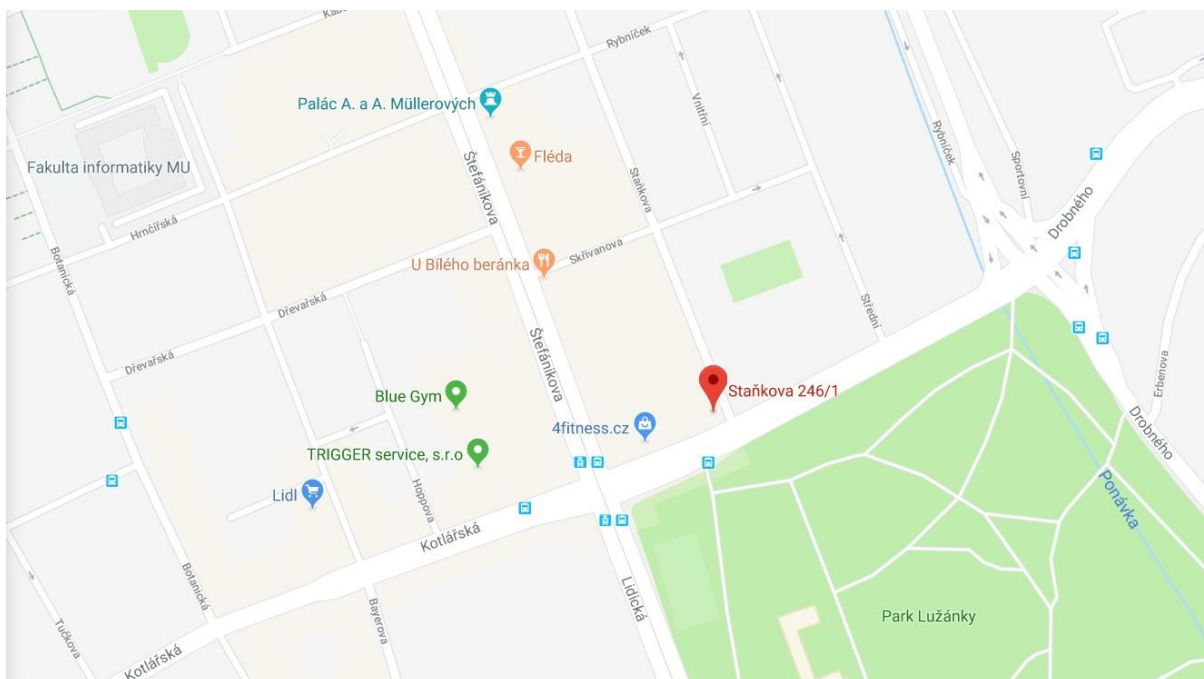 Kab
Rybníček
Palác A. a A. Müllerových
Vnitřní
Rybníček
Sportovní
Fléda
Fakulta informatiky MU
Štefánikova
Staňkova
Hrnčířská
Drobného
Botanická
Skřivanova
U Bílého beránka
Dřevařská
Střední
Štefánikova
Dřevařská
Erbenova
Staňkova 246/1
Blue Gym
4fitness.cz
Drobného
TRIGGER service, s.r.o
Hoppova
Lidl
Ponávka
Kotlářská
Botanická
Bayerova
Lidická
Park Lužánky
Tučkova
Kotlářská